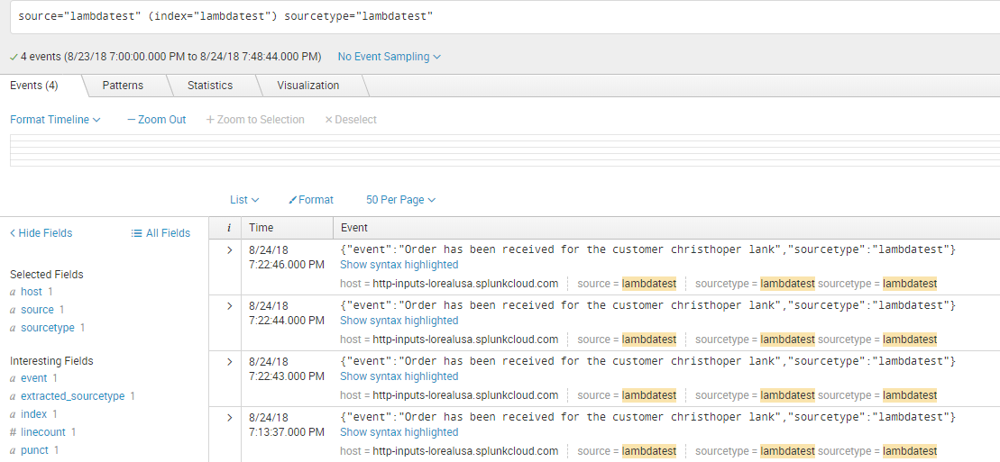 source="lambdatest" (index="lambdatest") sourcetype="lambdatest"
4 events (8/23/18 7:00:00.000 PM to 8/24/18 7:48:44.000 PM) No Event Sampling
Events (4) Patterns Statistics Visualization
Format Timeline — Zoom Out + Zoom to Selection × Deselect
List Format 50 Per Page
< Hide Fields All Fields i Time Event
Selected Fields
a host 1
a source 1
a sourcetype 1
Interesting Fields
a event 1
a extracted_sourcetype 1
a index 1
# linecount 1
a punct 1
8/24/18 {"event":"Order has been received for the customer christhoper lank","sourcetype":"lambdatest"}
7:22:46.000 PM Show syntax highlighted
host = http-inputs-lorealusa.splunkcloud.com source = lambdatest sourcetype = lambdatest sourcetype = lambdatest
8/24/18 {"event":"Order has been received for the customer christhoper lank","sourcetype":"lambdatest"}
7:22:44.000 PM Show syntax highlighted
host = http-inputs-lorealusa.splunkcloud.com source = lambdatest sourcetype = lambdatest sourcetype = lambdatest
8/24/18 {"event":"Order has been received for the customer christhoper lank","sourcetype":"lambdatest"}
7:22:43.000 PM Show syntax highlighted
host = http-inputs-lorealusa.splunkcloud.com source = lambdatest sourcetype = lambdatest sourcetype = lambdatest
8/24/18 {"event":"Order has been received for the customer christhoper lank","sourcetype":"lambdatest"}
7:13:37.000 PM Show syntax highlighted
host = http-inputs-lorealusa.splunkcloud.com source = lambdatest sourcetype = lambdatest sourcetype = lambdatest